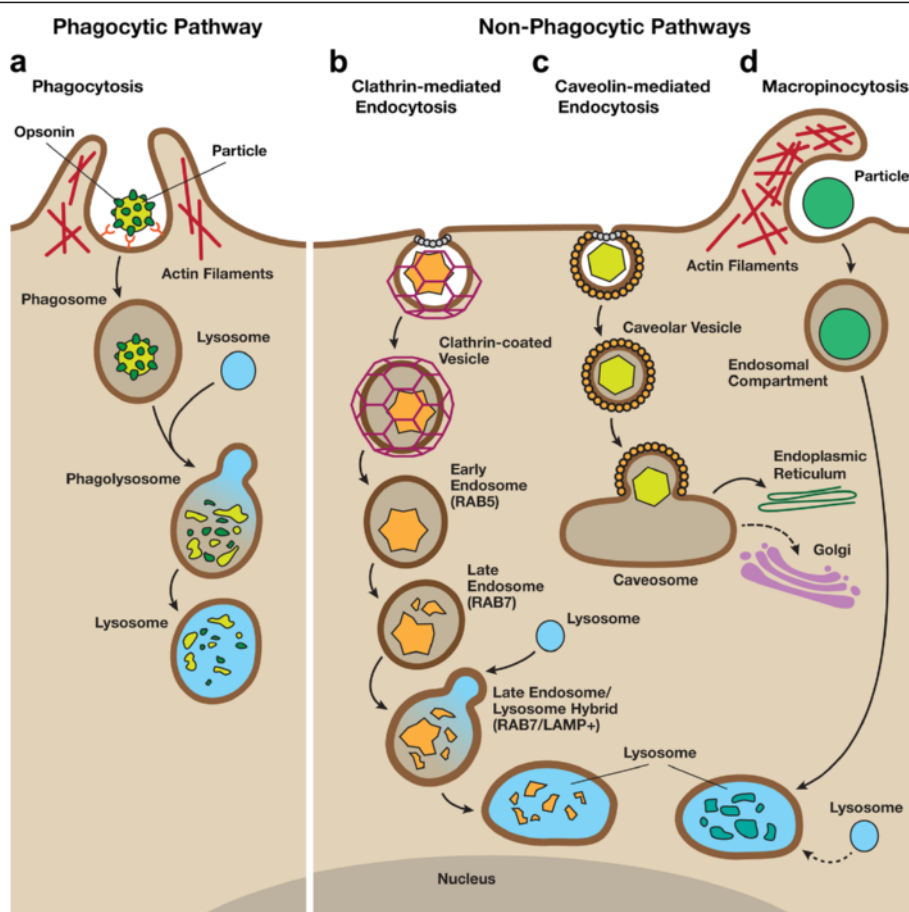 Phagocytic Pathway
Non-Phagocytic Pathways
a
Phagocytosis
Opsonin
Particle
Actin Filaments
Phagosome
Lysosome
Phagolysosome
Lysosome
b
Clathrin-mediated
Endocytosis
Clathrin-coated
Vesicle
Early
Endosome
(RAB5)
Late
Endosome
(RAB7)
Lysosome
Late Endosome/
Lysosome Hybrid
(RAB7/LAMP+)
Lysosome
c
Caveolin-mediated
Endocytosis
Caveolar Vesicle
Caveosome
Endoplasmic
Reticulum
Golgi
d
Macropinocytosis
Particle
Actin Filaments
Endosomal
Compartment
Lysosome
Nucleus